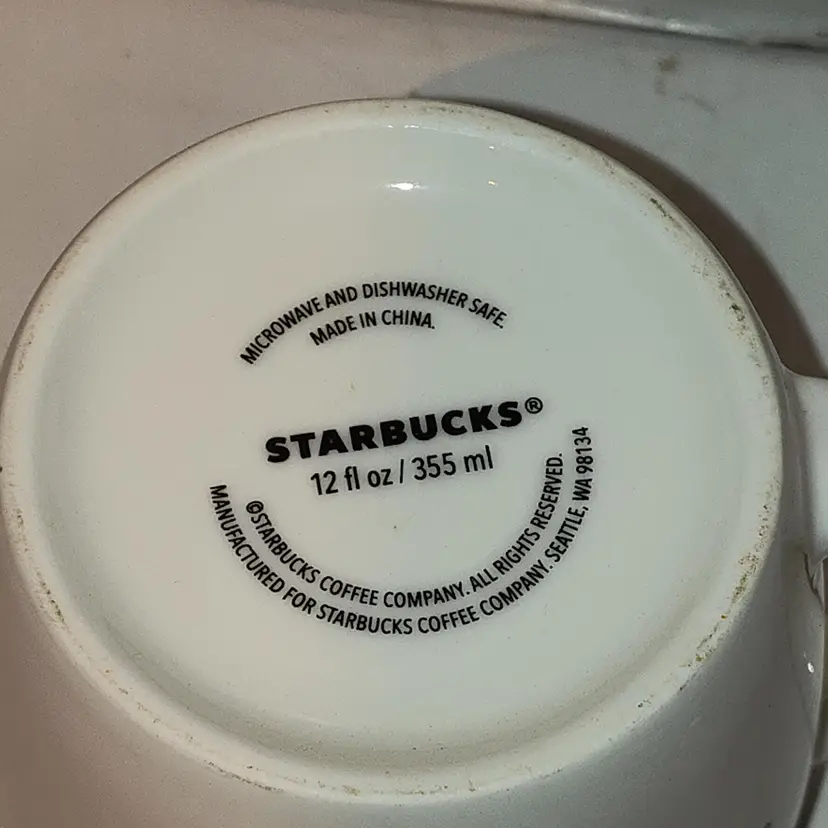 MICROWAVE AND DISHWASHER SAFE.
MADE IN CHINA.
STARBUCKS®
12 fl oz / 355 ml
©STARBUCKS COFFEE COMPANY. ALL RIGHTS RESERVED.
MANUFACTURED FOR STARBUCKS COFFEE COMPANY. SEATTLE, WA 98134